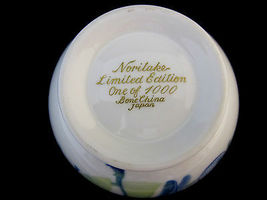 Noritake
Limited Edition
One of 1000
Bone China
Japan